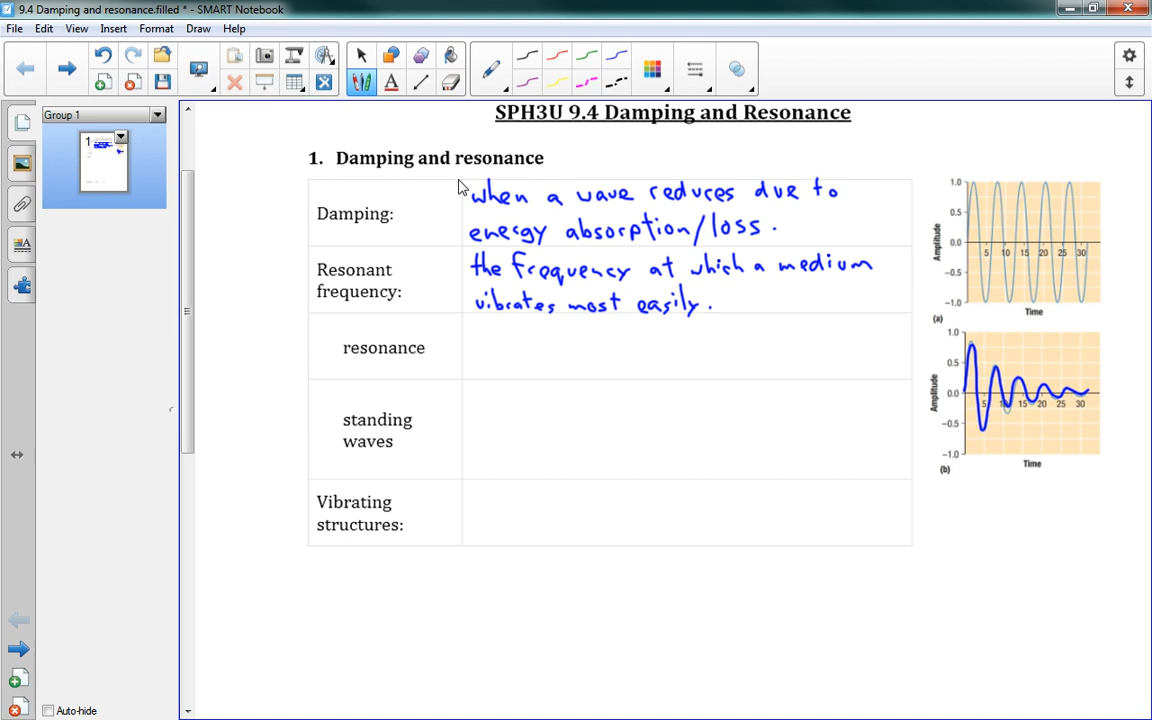 9.4 Damping and resonance.filled * - SMART Notebook
File Edit View Insert Format Draw Help
Group 1
1
SPH3U 9.4 Damping and Resonance
1. Damping and resonance
Damping:
when a wave reduces due to
energy absorption/loss.
Resonant
frequency:
the frequency at which a medium
vibrates most easily.
resonance
standing
waves
Vibrating
structures:
Amplitude
1.0
0.5
0.0
-0.5
-1.0
5 10 15 20 25 30
Time
(a)
Amplitude
1.0
0.5
0.0
-0.5
-1.0
5 10 15 20 25 30
Time
(b)
Auto-hide